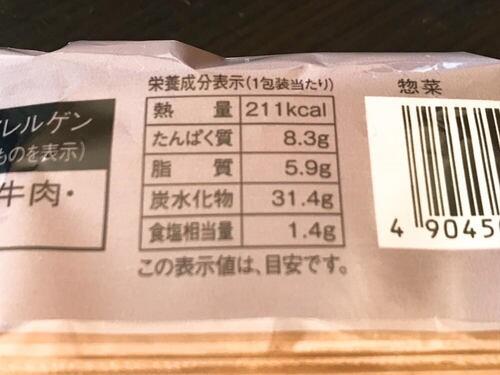 栄養成分表示(1包装当たり)
熱量 211kcal
たんぱく質 8.3g
脂質 5.9g
炭水化物 31.4g
食塩相当量 1.4g
この表示値は、目安です。
レルゲン
ものを表示)
牛肉・
惣菜
4 90450